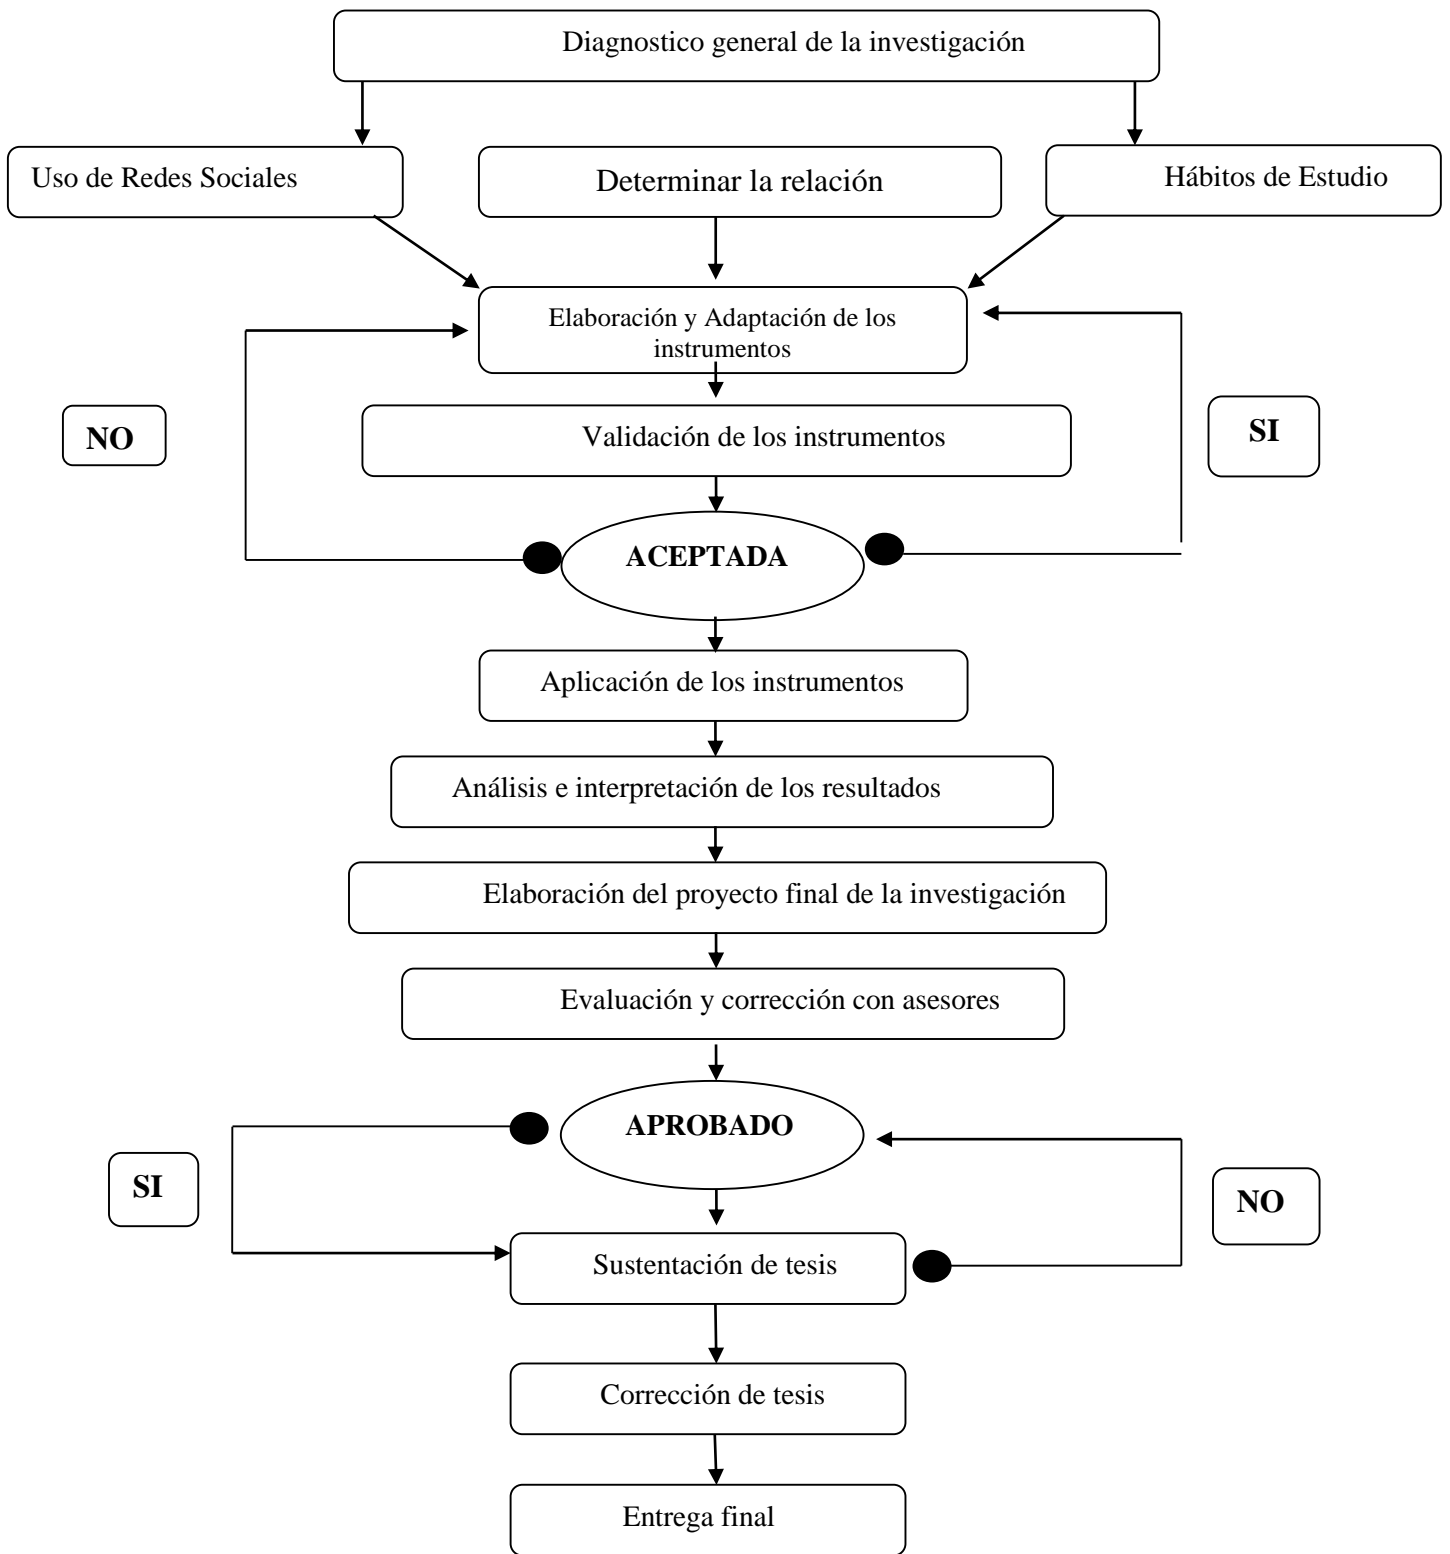 Diagnostico general de la investigación
Uso de Redes Sociales
Determinar la relación
Hábitos de Estudio
Elaboración y Adaptación de los
instrumentos
NO
Validación de los instrumentos
SI
ACEPTADA
Aplicación de los instrumentos
Análisis e interpretación de los resultados
Elaboración del proyecto final de la investigación
Evaluación y corrección con asesores
APROBADO
SI
NO
Sustentación de tesis
Corrección de tesis
Entrega final